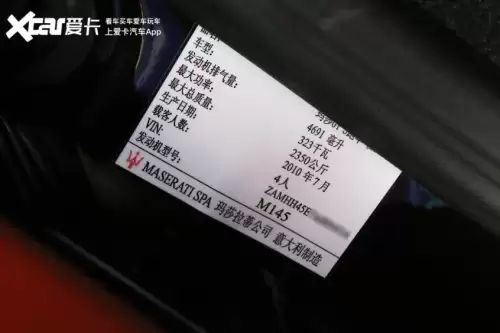 Xcar爱卡
看车买车爱车玩车
上爱卡汽车App
车型:
发动机排气量: 4691 毫升
最大功率: 323千瓦
最大总质量: 2350公斤
生产日期: 2010 年 7月
载客人数: 4人
VIN: ZAMHH45E
发动机型号: M145
MASERATI SPA 玛莎拉蒂公司 意大利制造